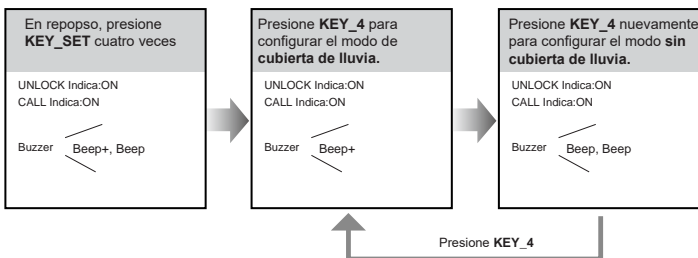 En repopso, presione
KEY_SET cuatro veces
UNLOCK Indica:ON
CALL Indica:ON
Buzzer
Beep+, Beep
Presione KEY_4 para
configurar el modo de
cubierta de lluvia.
UNLOCK Indica:ON
CALL Indica:ON
Buzzer
Beep+
Presione KEY_4 nuevamente
para configurar el modo sin
cubierta de lluvia.
UNLOCK Indica:ON
CALL Indica:ON
Buzzer
Beep, Beep
Presione KEY_4